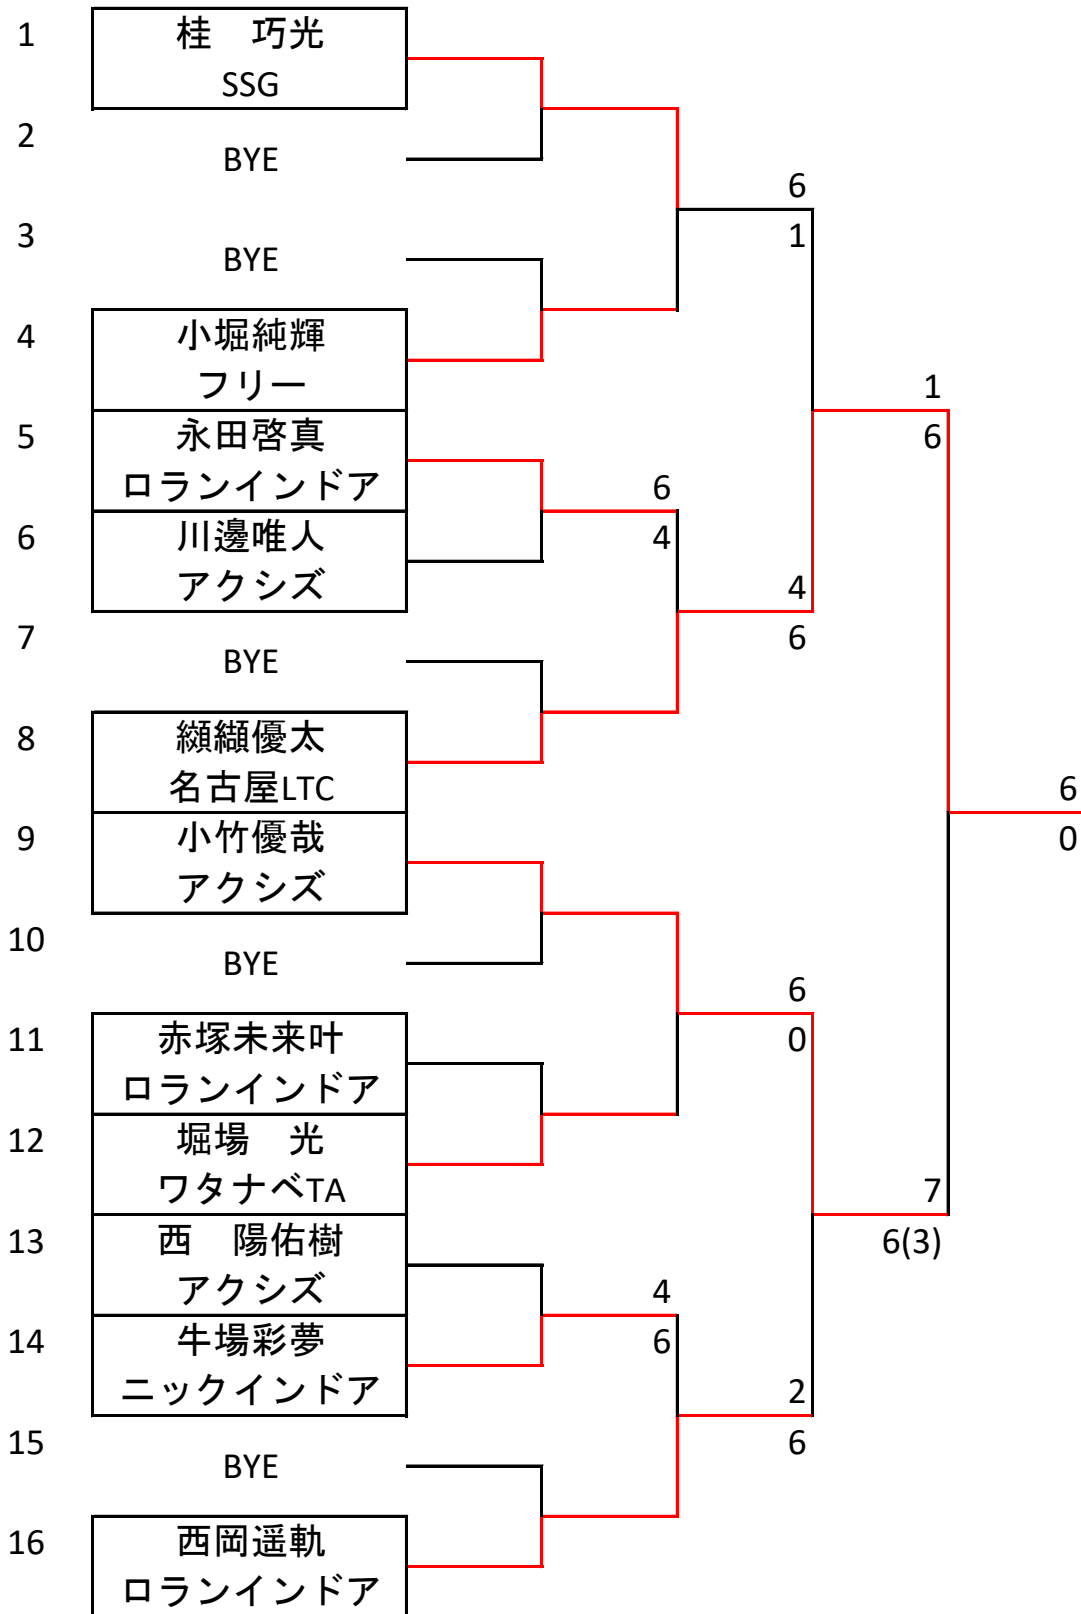 1
桂　巧光
SSG
2
BYE
6
1
3
BYE
4
小堀純輝
フリー
1
6
5
永田啓真
ロランインドア
6
4
6
川邊唯人
アクシズ
4
6
7
BYE
8
纐纈優太
名古屋LTC
6
0
9
小竹優哉
アクシズ
10
BYE
6
0
11
赤塚未来叶
ロランインドア
12
堀場　光
ワタナベTA
7
6(3)
13
西　陽佑樹
アクシズ
4
6
14
牛場彩夢
ニックインドア
2
6
15
BYE
16
西岡遥軌
ロランインドア